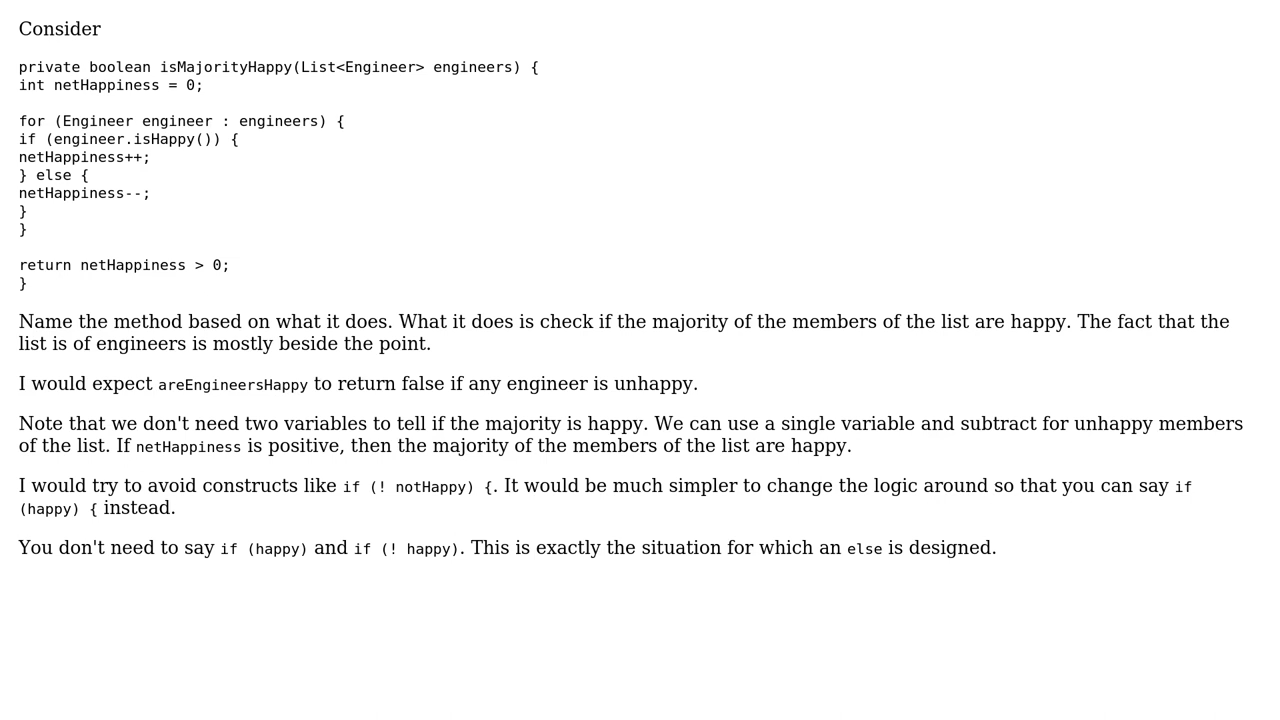 Consider
private boolean isMajorityHappy(List<Engineer> engineers) {
int netHappiness = 0;
for (Engineer engineer : engineers) {
if (engineer.isHappy()) {
netHappiness++;
} else {
netHappiness--;
}
}
return netHappiness > 0;
}
Name the method based on what it does. What it does is check if the majority of the members of the list are happy. The fact that the
list is of engineers is mostly beside the point.
I would expect areEngineersHappy to return false if any engineer is unhappy.
Note that we don't need two variables to tell if the majority is happy. We can use a single variable and subtract for unhappy members
of the list. If netHappiness is positive, then the majority of the members of the list are happy.
I would try to avoid constructs like if (! notHappy) {. It would be much simpler to change the logic around so that you can say if
(happy) { instead.
You don't need to say if (happy) and if (! happy). This is exactly the situation for which an else is designed.